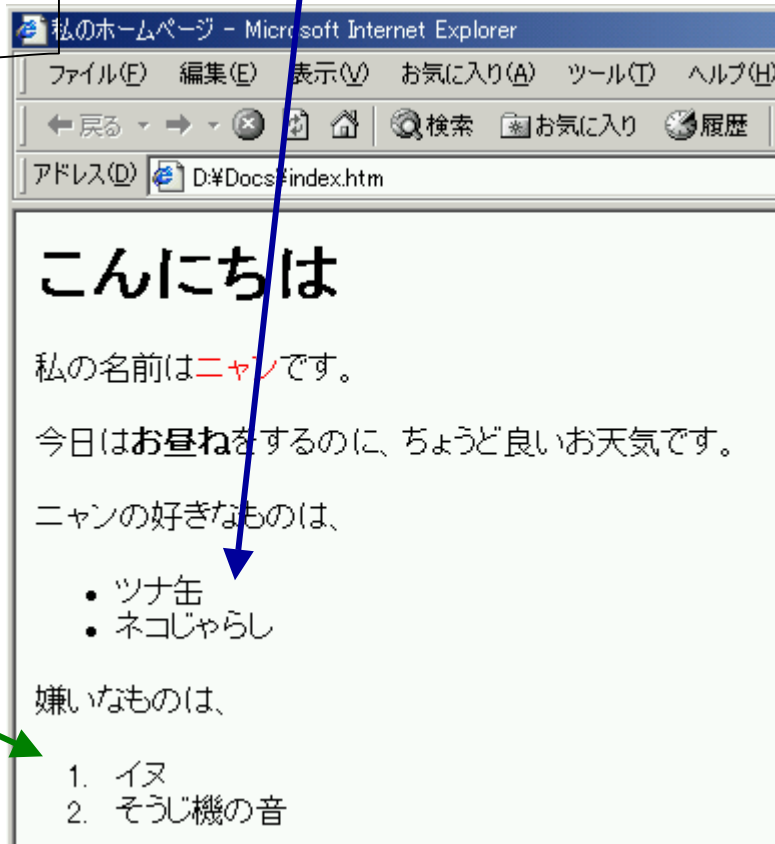 私のホームページ - Microsoft Internet Explorer
ファイル(F) 編集(E) 表示(V) お気に入り(A) ツール(T) ヘルプ(H)
戻る 検索 お気に入り 履歴
アドレス(D) D:¥Docs¥index.htm
こんにちは
私の名前はニャンです。
今日はお昼ねをするのに、ちょうど良いお天気です。
ニャンの好きなものは、
• ツナ缶
• ネコじゃらし
嫌いなものは、
1. イヌ
2. そうじ機の音